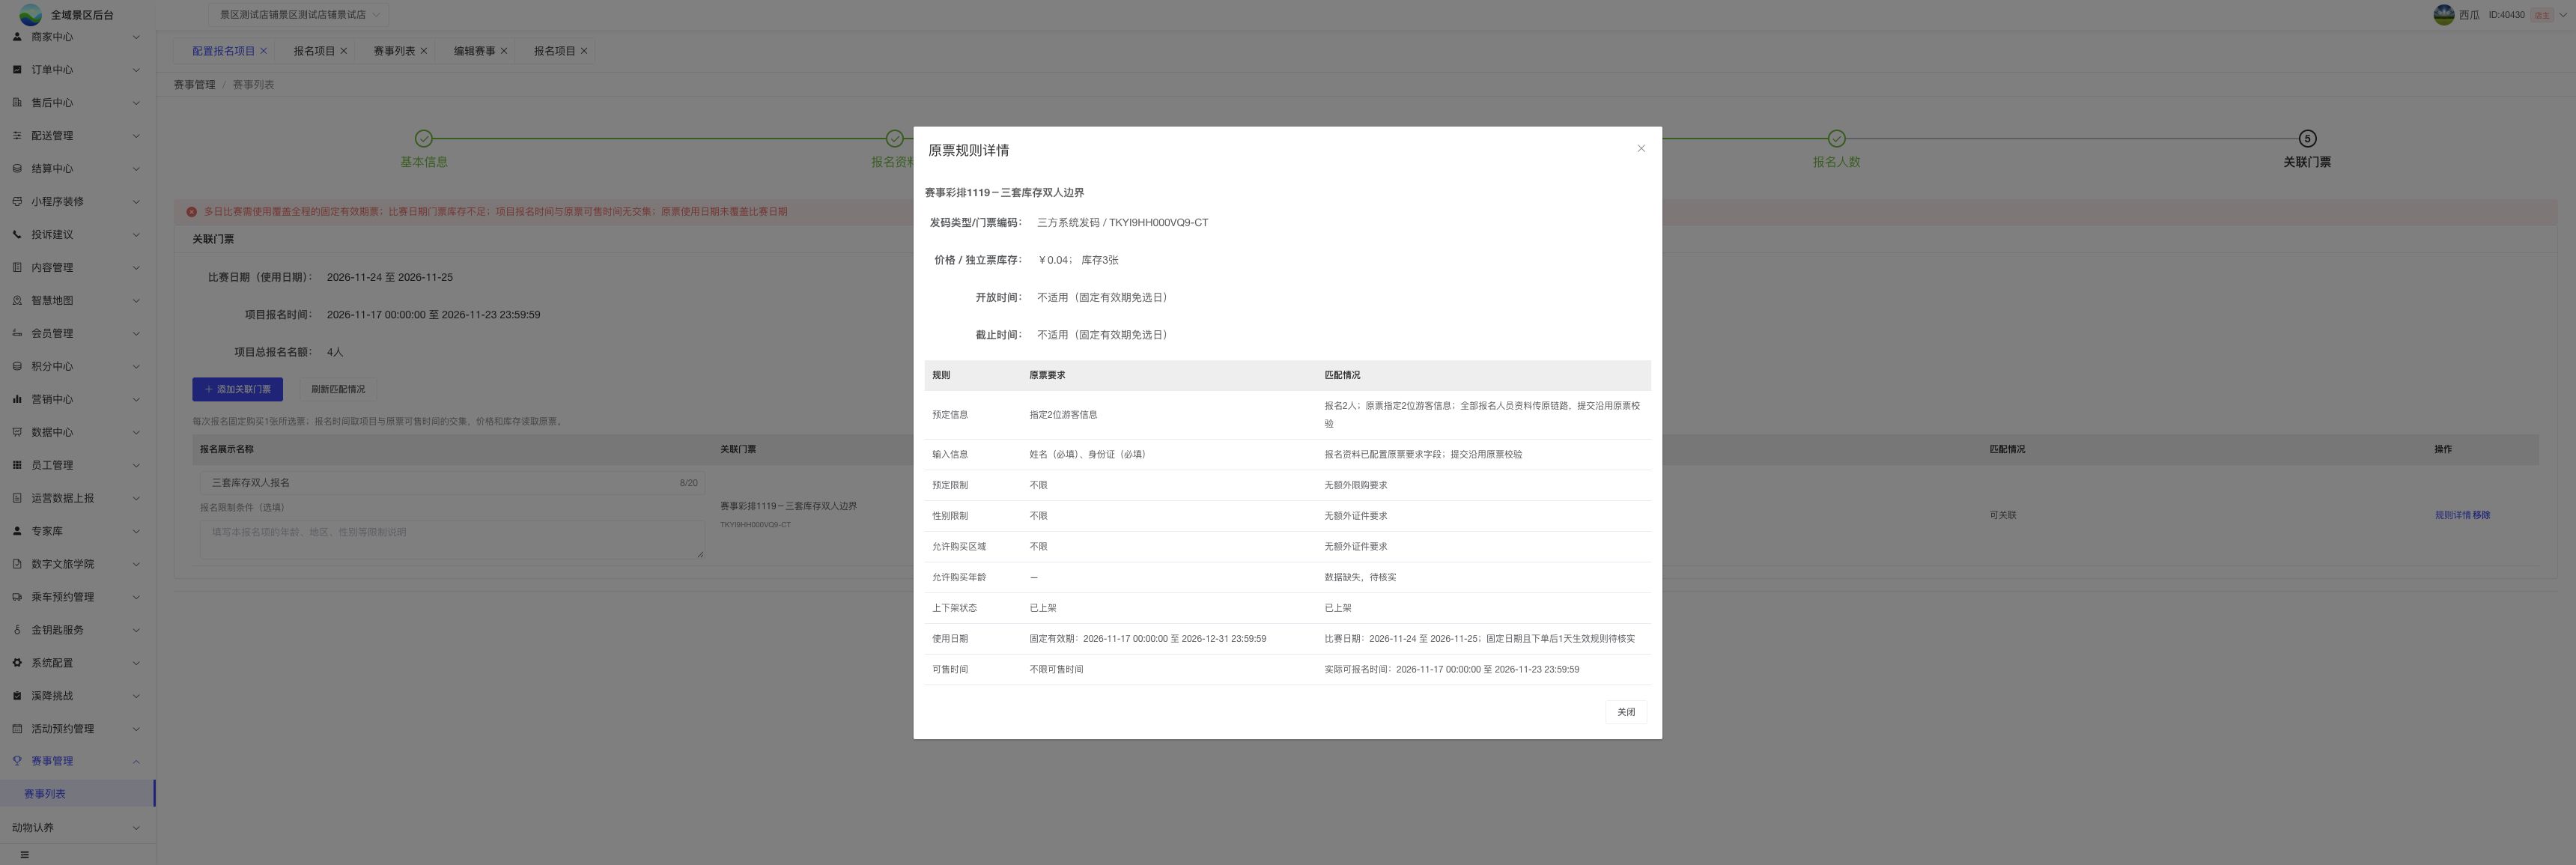 全域景区后台
景区测试店铺景区测试店铺景试店
西瓜 ID:40430 店主
商家中心
订单中心
售后中心
配送管理
结算中心
小程序装修
投诉建议
内容管理
智慧地图
会员管理
积分中心
营销中心
数据中心
员工管理
运营数据上报
专家库
数字文旅学院
乘车预约管理
金钥匙服务
系统配置
溪降挑战
活动预约管理
赛事管理
赛事列表
动物认养
配置报名项目 报名项目 赛事列表 编辑赛事 报名项目
赛事管理 / 赛事列表
基本信息
报名资
报名人数
5
关联门票
多日比赛需使用覆盖全程的固定有效期票；比赛日期门票库存不足；项目报名时间与原票可售时间无交集；原票使用日期未覆盖比赛日期
关联门票
比赛日期（使用日期）： 2026-11-24 至 2026-11-25
项目报名时间： 2026-11-17 00:00:00 至 2026-11-23 23:59:59
项目总报名名额： 4人
添加关联门票 刷新匹配情况
每次报名固定购买1张所选票；报名时间取项目与原票可售时间的交集，价格和库存读取原票。
报名展示名称 关联门票 匹配情况 操作
三套库存双人报名 8/20
报名限制条件（选填）
填写本报名项的年龄、地区、性别等限制说明
赛事彩排1119－三套库存双人边界
TKYI9HH000VQ9-CT
可关联
规则详情 移除
原票规则详情
赛事彩排1119－三套库存双人边界
发码类型/门票编码： 三方系统发码 / TKYI9HH000VQ9-CT
价格 / 独立票库存： ￥0.04； 库存3张
开放时间： 不适用（固定有效期免选日）
截止时间： 不适用（固定有效期免选日）
规则 原票要求 匹配情况
预定信息 指定2位游客信息 报名2人；原票指定2位游客信息；全部报名人员资料传原链路，提交沿用原票校
验
输入信息 姓名（必填）、身份证（必填） 报名资料已配置原票要求字段；提交沿用原票校验
预定限制 不限 无额外限购要求
性别限制 不限 无额外证件要求
允许购买区域 不限 无额外证件要求
允许购买年龄 — 数据缺失，待核实
上下架状态 已上架 已上架
使用日期 固定有效期：2026-11-17 00:00:00 至 2026-12-31 23:59:59 比赛日期：2026-11-24 至 2026-11-25；固定日期且下单后1天生效规则待核实
可售时间 不限可售时间 实际可报名时间：2026-11-17 00:00:00 至 2026-11-23 23:59:59
关闭